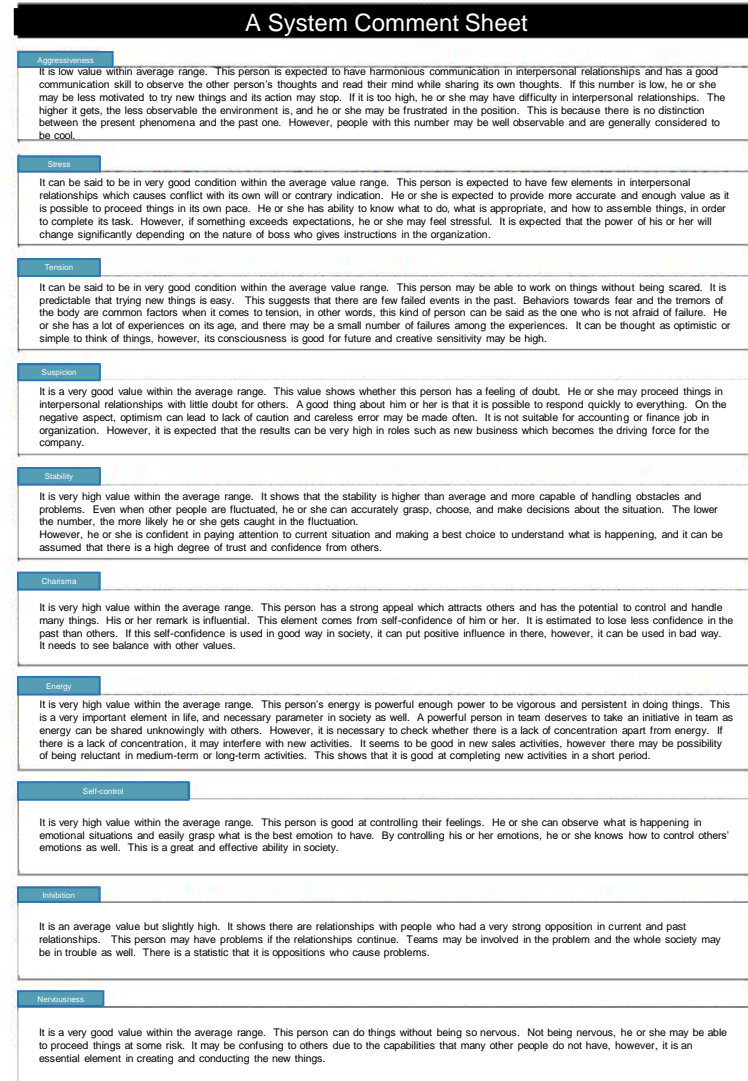 A System Comment Sheet
Aggressiveness
It is low value within average range. This person is expected to have harmonious communication in interpersonal relationships and has a good
communication skill to observe the other person's thoughts and read their mind while sharing its own thoughts. If this number is low, he or she
may be less motivated to try new things and its action may stop. If it is too high, he or she may have difficulty in interpersonal relationships. The
higher it gets, the less observable the environment is, and he or she may be frustrated in the position. This is because there is no distinction
between the present phenomena and the past one. However, people with this number may be well observable and are generally considered to
be cool.
Stress
It can be said to be in very good condition within the average value range. This person is expected to have few elements in interpersonal
relationships which causes conflict with its own will or contrary indication. He or she is expected to provide more accurate and enough value as it
is possible to proceed things in its own pace. He or she has ability to know what to do, what is appropriate, and how to assemble things, in order
to complete its task. However, if something exceeds expectations, he or she may feel stressful. It is expected that the power of his or her will
change significantly depending on the nature of boss who gives instructions in the organization.
Tension
It can be said to be in very good condition within the average value range. This person may be able to work on things without being scared. It is
predictable that trying new things is easy. This suggests that there are few failed events in the past. Behaviors towards fear and the tremors of
the body are common factors when it comes to tension, in other words, this kind of person can be said as the one who is not afraid of failure. He
or she has a lot of experiences on its age, and there may be a small number of failures among the experiences. It can be thought as optimistic or
simple to think of things, however, its consciousness is good for future and creative sensitivity may be high.
Suspicion
It is a very good value within the average range. This value shows whether this person has a feeling of doubt. He or she may proceed things in
interpersonal relationships with little doubt for others. A good thing about him or her is that it is possible to respond quickly to everything. On the
negative aspect, optimism can lead to lack of caution and careless error may be made often. It is not suitable for accounting or finance job in
organization. However, it is expected that the results can be very high in roles such as new business which becomes the driving force for the
company.
Stability
It is very high value within the average range. It shows that the stability is higher than average and more capable of handling obstacles and
problems. Even when other people are fluctuated, he or she can accurately grasp, choose, and make decisions about the situation. The lower
the number, the more likely he or she gets caught in the fluctuation.
However, he or she is confident in paying attention to current situation and making a best choice to understand what is happening, and it can be
assumed that there is a high degree of trust and confidence from others.
Charisma
It is very high value within the average range. This person has a strong appeal which attracts others and has the potential to control and handle
many things. His or her remark is influential. This element comes from self-confidence of him or her. It is estimated to lose less confidence in the
past than others. If this self-confidence is used in good way in society, it can put positive influence in there, however, it can be used in bad way.
It needs to see balance with other values.
Energy
It is very high value within the average range. This person's energy is powerful enough power to be vigorous and persistent in doing things. This
is a very important element in life, and necessary parameter in society as well. A powerful person in team deserves to take an initiative in team as
energy can be shared unknowingly with others. However, it is necessary to check whether there is a lack of concentration apart from energy. If
there is a lack of concentration, it may interfere with new activities. It seems to be good in new sales activities, however there may be possibility
of being reluctant in medium-term or long-term activities. This shows that it is good at completing new activities in a short period.
Self-control
It is very high value within the average range. This person is good at controlling their feelings. He or she can observe what is happening in
emotional situations and easily grasp what is the best emotion to have. By controlling his or her emotions, he or she knows how to control others'
emotions as well. This is a great and effective ability in society.
Inhibition
It is an average value but slightly high. It shows there are relationships with people who had a very strong opposition in current and past
relationships. This person may have problems if the relationships continue. Teams may be involved in the problem and the whole society may
be in trouble as well. There is a statistic that it is oppositions who cause problems.
Nervousness
It is a very good value within the average range. This person can do things without being so nervous. Not being nervous, he or she may be able
to proceed things at some risk. It may be confusing to others due to the capabilities that many other people do not have, however, it is an
essential element in creating and conducting the new things.